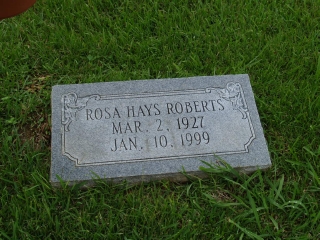 ROSA HAYS ROBERTS
MAR. 2, 1927
JAN. 10, 1999